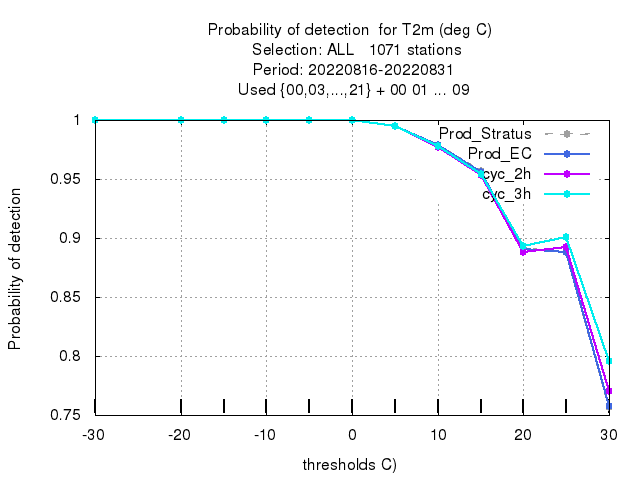 Probability of detection  for T2m (deg C)
Selection: ALL   1071 stations
Period: 20220816-20220831
Used {00,03,...,21} + 00 01 ... 09
Probability of detection
1
0.95
0.9
0.85
0.8
0.75
Prod_Stratus
Prod_EC
cyc_2h
cyc_3h
-30 -20 -10 0 10 20 30
thresholds C)